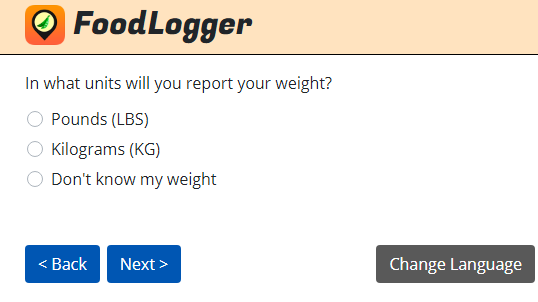 FoodLogger
In what units will you report your weight?
Pounds (LBS)
Kilograms (KG)
Don't know my weight
< Back
Next >
Change Language